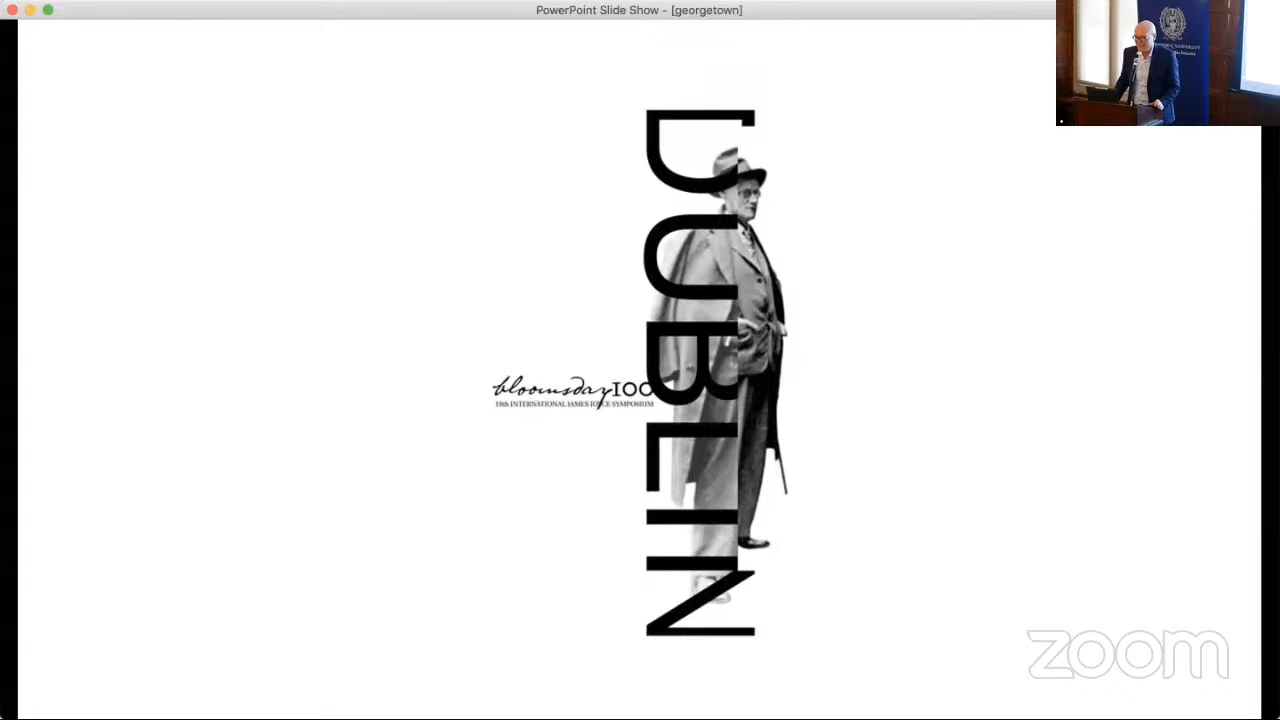 PowerPoint Slide Show - [georgetown]
DUBLIN
bloomsday100
19th INTERNATIONAL JAMES JOYCE SYMPOSIUM
zoom